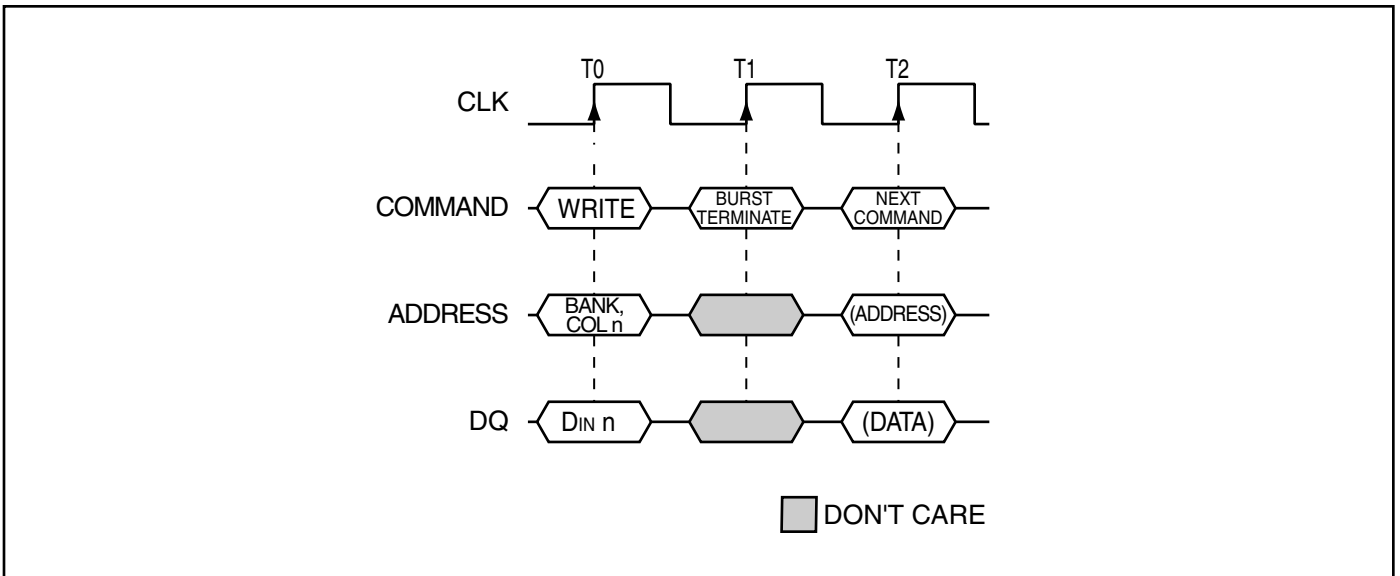 T0 T1 T2
CLK
COMMAND WRITE BURST TERMINATE NEXT COMMAND
ADDRESS BANK, COL n (ADDRESS)
DQ DIN n (DATA)
DON'T CARE